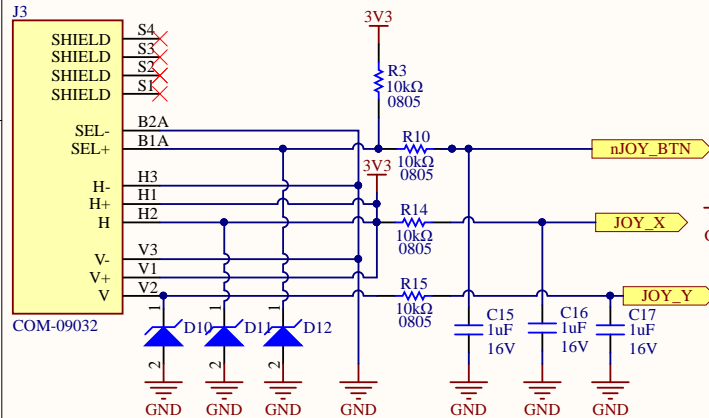 J3
SHIELD S4
SHIELD S3
SHIELD S2
SHIELD S1
SEL- B2A
SEL+ B1A
H- H3
H+ H1
H H2
V- V3
V+ V1
V V2
COM-09032
3V3
R3
10kΩ
0805
R10
10kΩ
0805
nJOY_BTN
3V3
R14
10kΩ
0805
JOY_X
R15
10kΩ
0805
JOY_Y
1 D10 2
1 D11 2
1 D12 2
C15
1uF
16V
C16
1uF
16V
C17
1uF
16V
GND GND GND GND GND GND GND